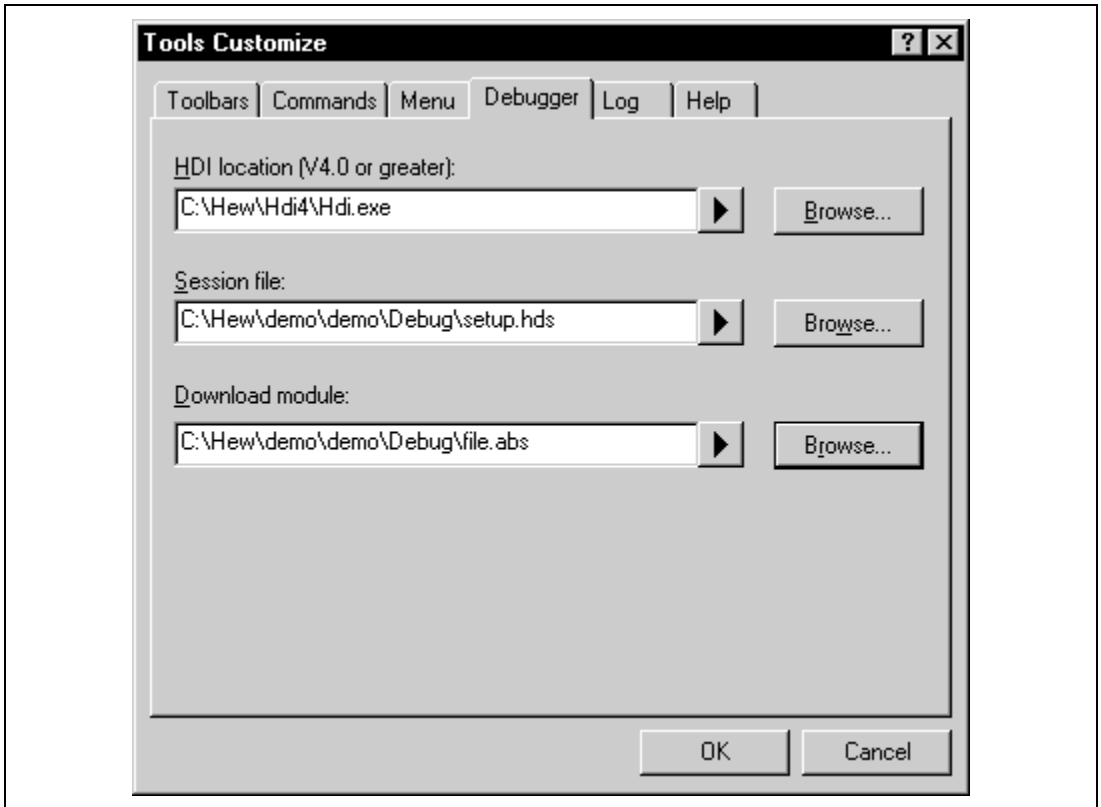 Tools Customize
Toolbars Commands Menu Debugger Log Help
HDI location (V4.0 or greater):
C:\Hew\Hdi4\Hdi.exe Browse...
Session file:
C:\Hew\demo\demo\Debug\setup.hds Browse...
Download module:
C:\Hew\demo\demo\Debug\file.abs Browse...
OK Cancel